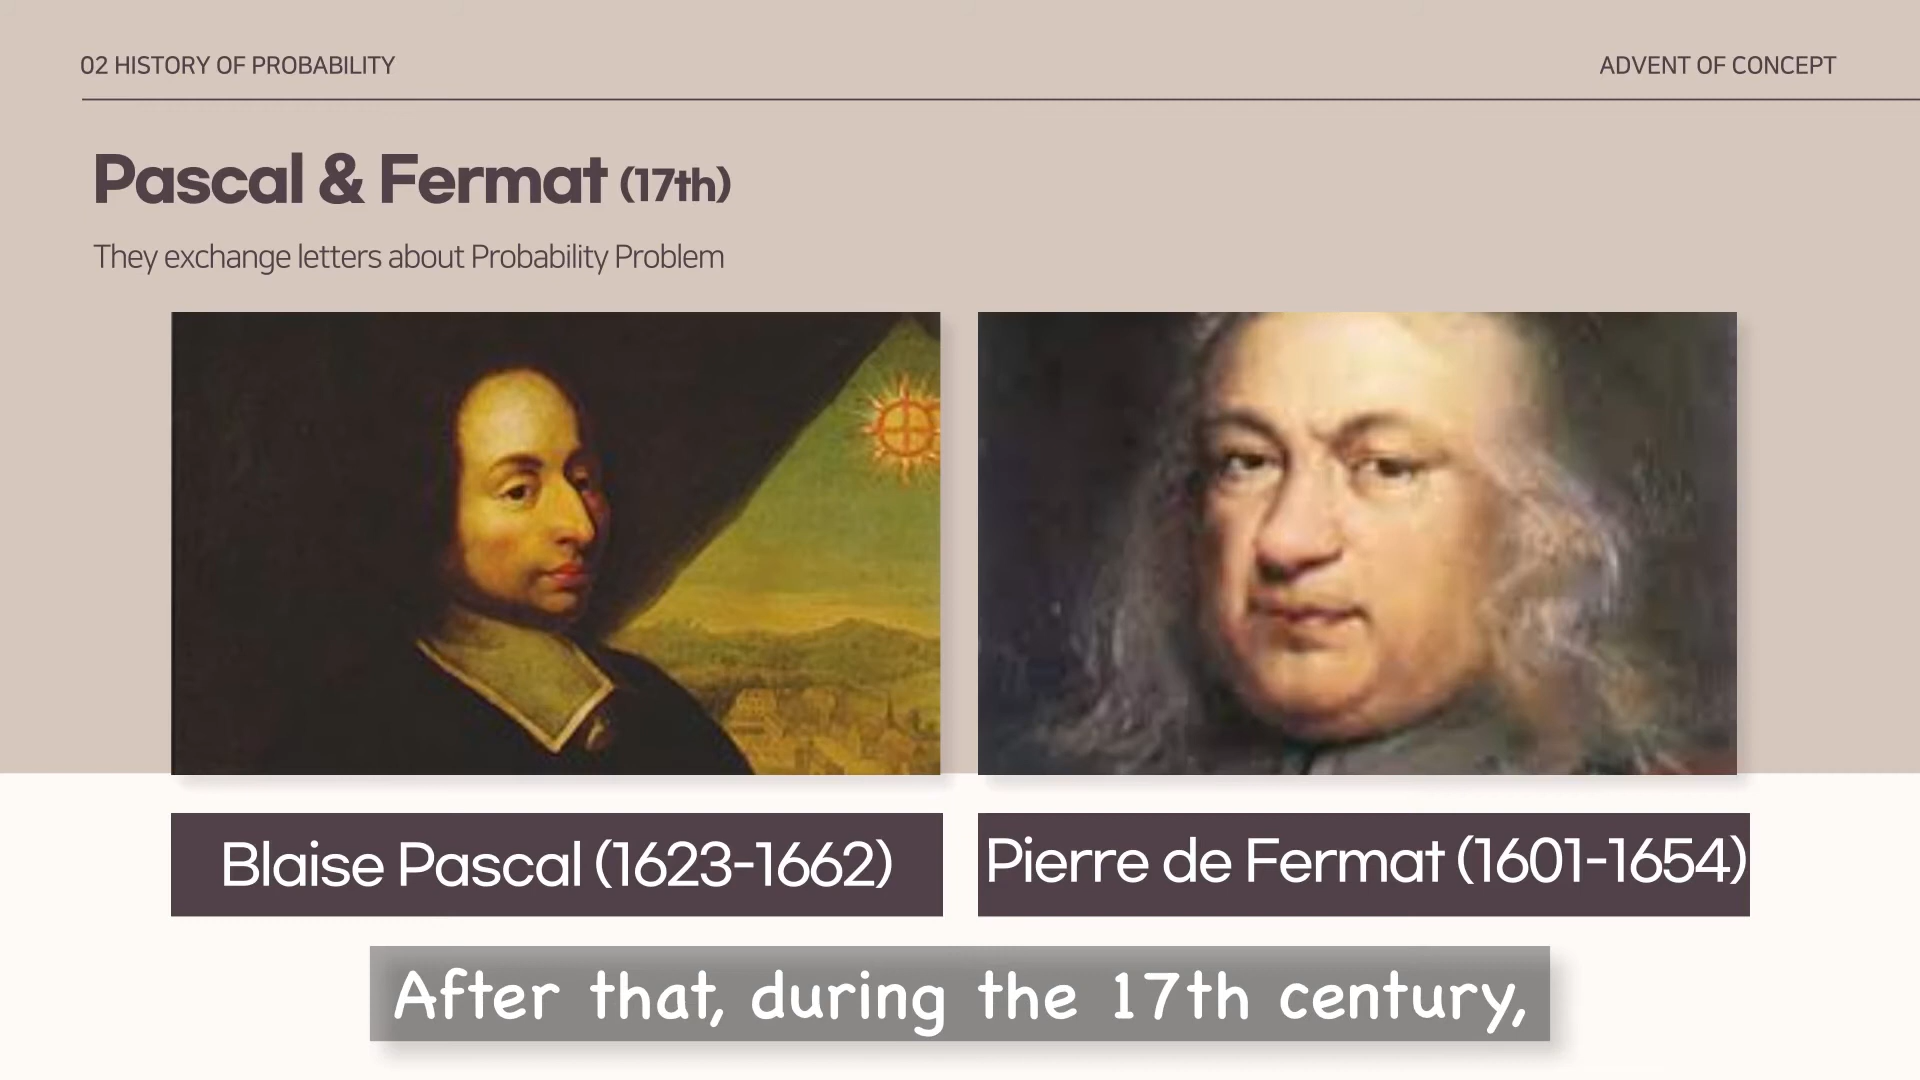 02 HISTORY OF PROBABILITY
ADVENT OF CONCEPT
Pascal & Fermat (17th)
They exchange letters about Probability Problem
Blaise Pascal (1623-1662)
Pierre de Fermat (1601-1654)
After that, during the 17th century,